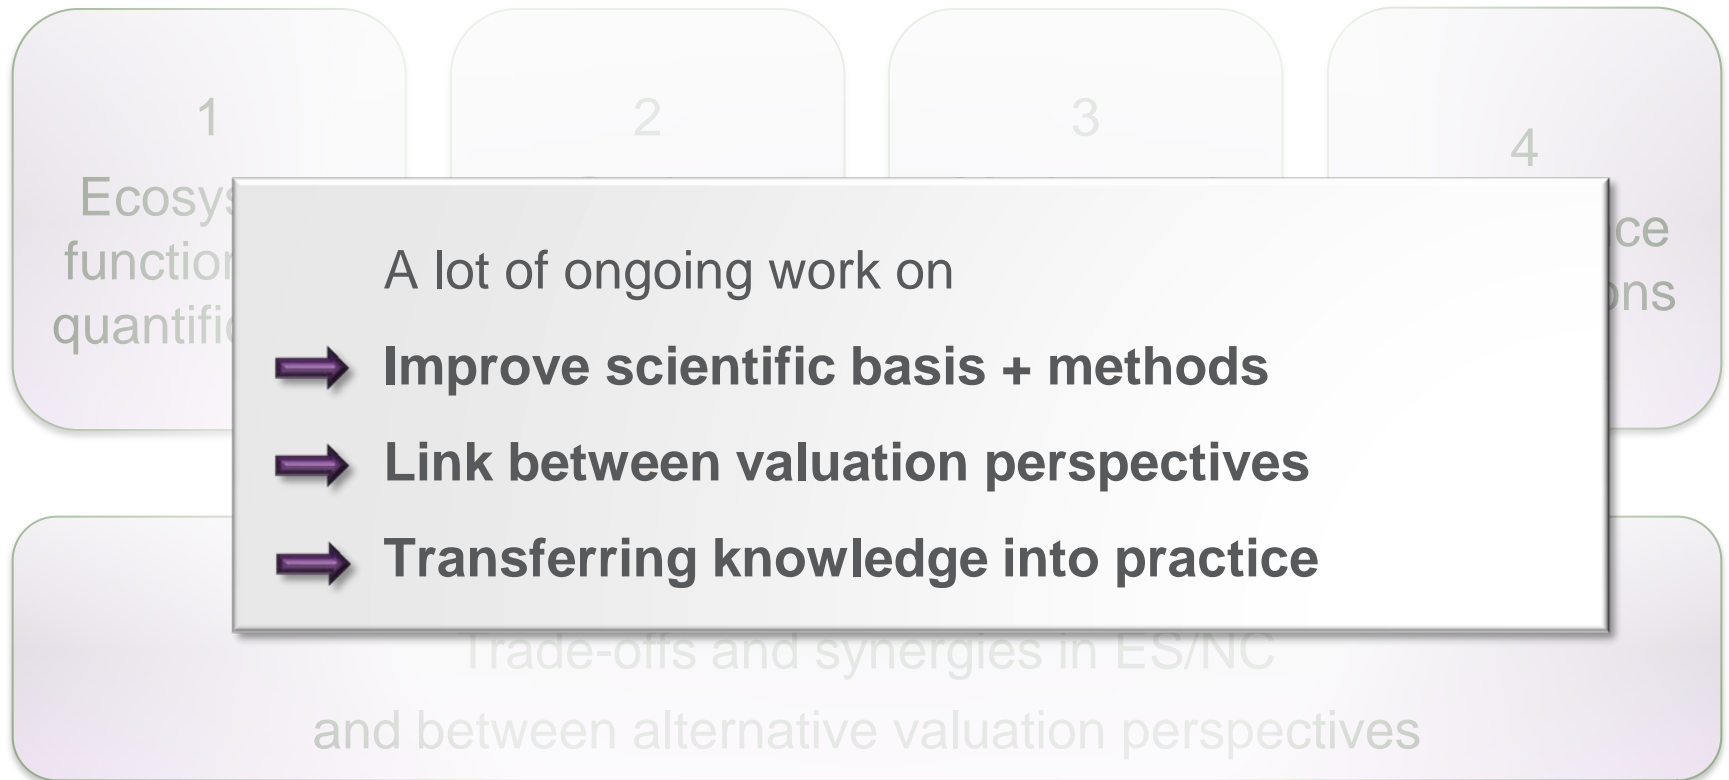 1
2
3
4
Ecosys
function
quantific
ce
ons
A lot of ongoing work on
Improve scientific basis + methods
Link between valuation perspectives
Transferring knowledge into practice
Trade-offs and synergies in ES/NC
and between alternative valuation perspectives